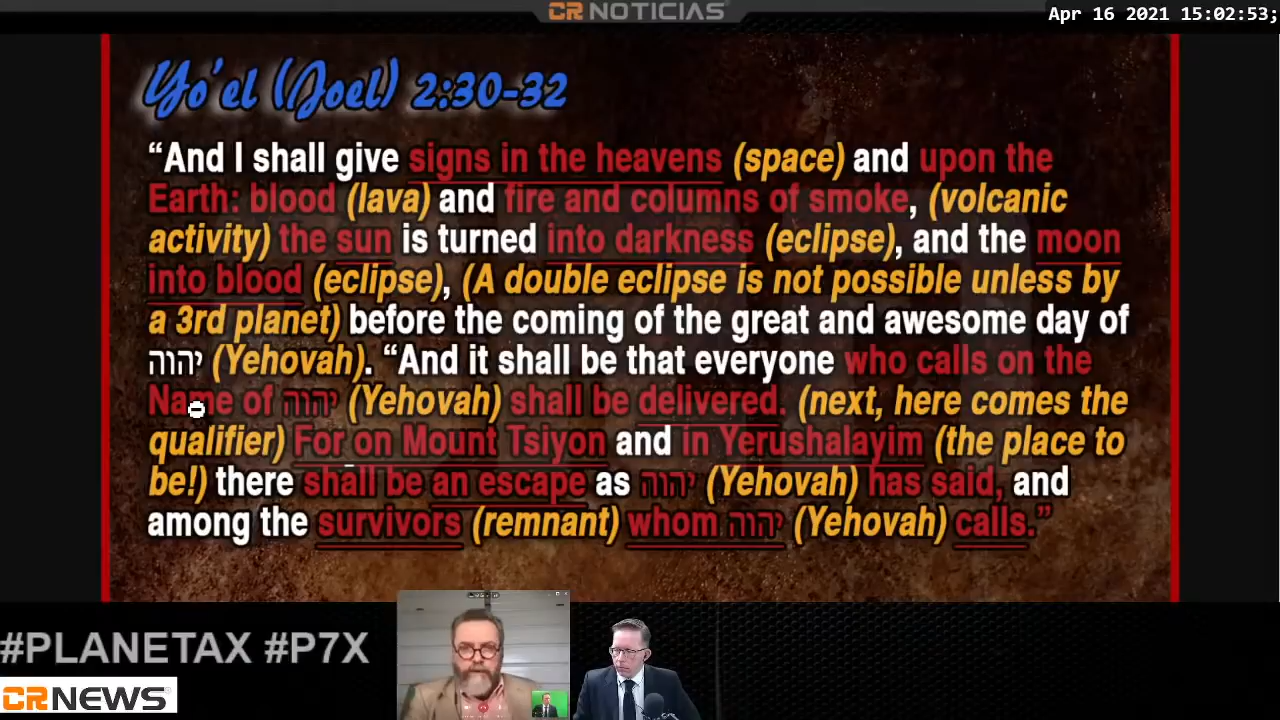 CR NOTICIAS
Apr 16 2021 15:02:53;
Yo'el (Joel) 2:30-32
“And I shall give signs in the heavens (space) and upon the
Earth: blood (lava) and fire and columns of smoke, (volcanic
activity) the sun is turned into darkness (eclipse), and the moon
into blood (eclipse), (A double eclipse is not possible unless by
a 3rd planet) before the coming of the great and awesome day of
יהוה (Yehovah). “And it shall be that everyone who calls on the
Name of יהוה (Yehovah) shall be delivered. (next, here comes the
qualifier) For on Mount Tsiyon and in Yerushalayim (the place to
be!) there shall be an escape as יהוה (Yehovah) has said, and
among the survivors (remnant) whom יהוה (Yehovah) calls.”
#PLANETAX #P7X
CRNEWS